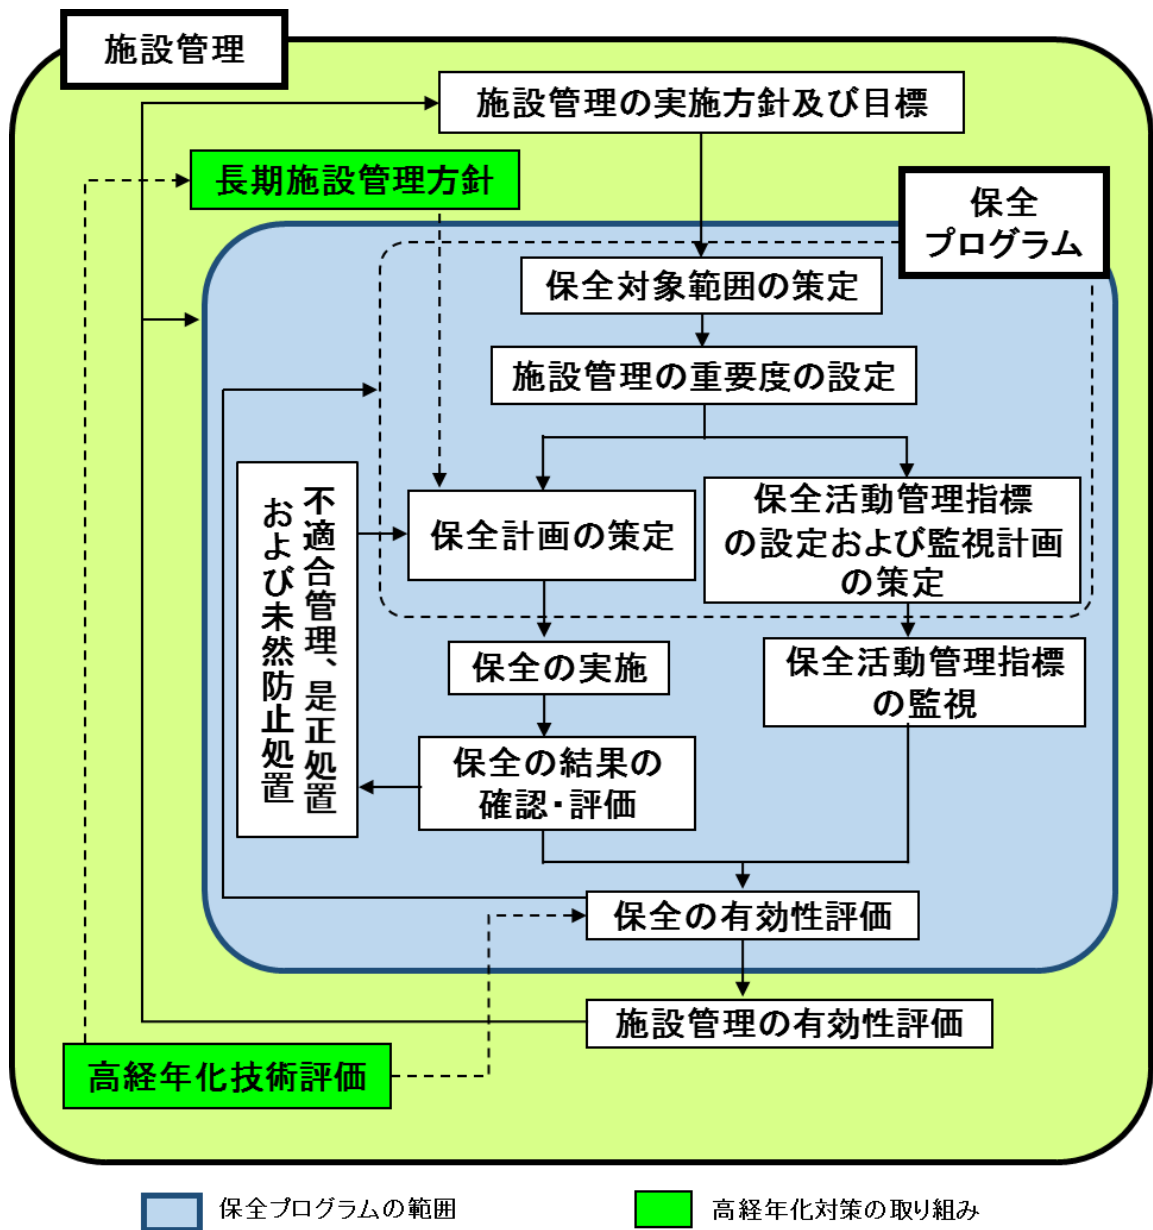 施設管理
施設管理の実施方針及び目標
長期施設管理方針
保全
プログラム
保全対象範囲の策定
施設管理の重要度の設定
不適合管理、是正処置
および未然防止処置
保全計画の策定
保全活動管理指標
の設定および監視計画
の策定
保全の実施
保全活動管理指標
の監視
保全の結果の
確認・評価
保全の有効性評価
施設管理の有効性評価
高経年化技術評価
保全プログラムの範囲
高経年化対策の取り組み